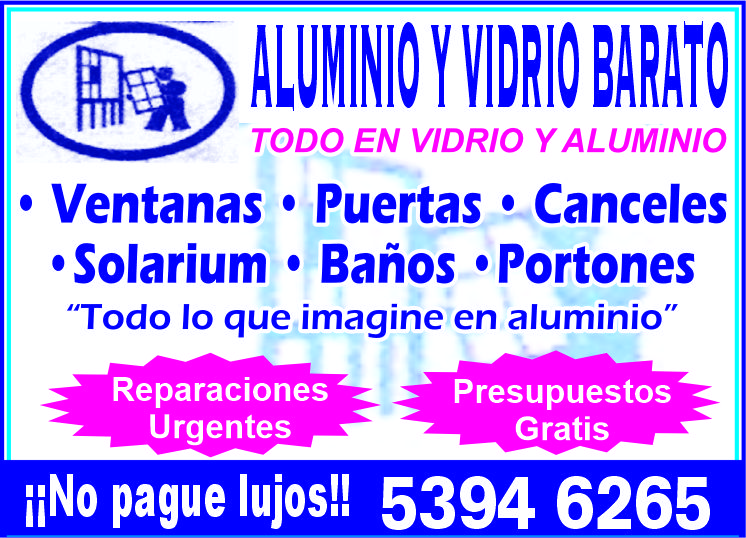 ALUMINIO Y VIDRIO BARATO
TODO EN VIDRIO Y ALUMINIO
• Ventanas • Puertas • Canceles
• Solarium • Baños • Portones
“Todo lo que imagine en aluminio”
Reparaciones
Urgentes
Presupuestos
Gratis
¡¡No pague lujos!! 5394 6265